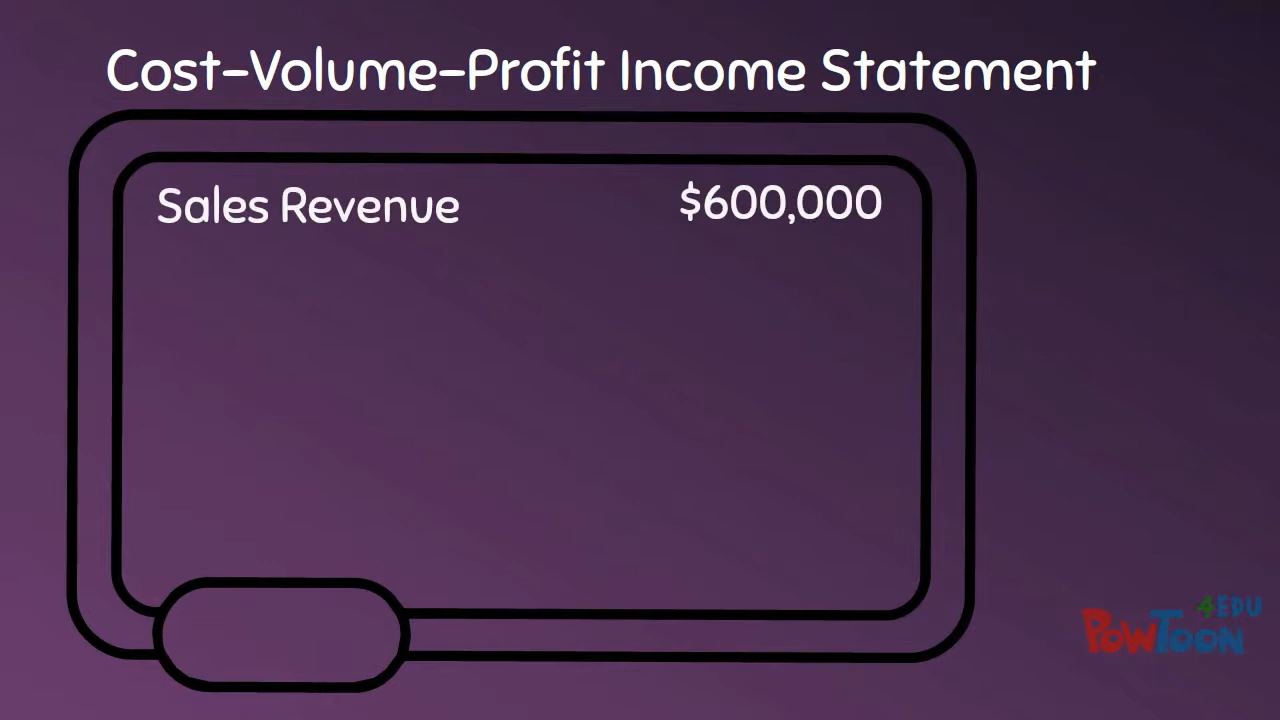 Cost-Volume-Profit Income Statement
Sales Revenue $600,000
4EDU
POWTOON